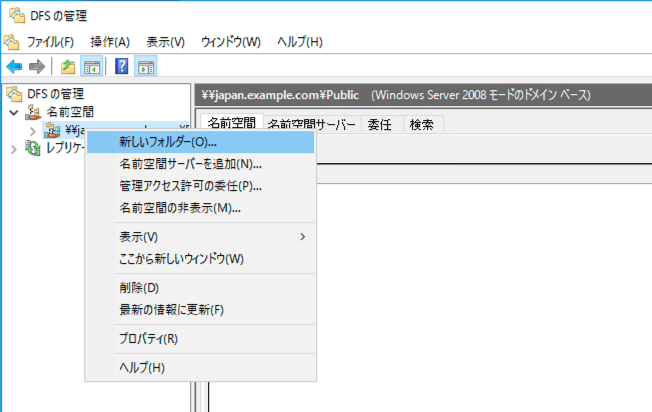 DFS の管理
ファイル(F) 操作(A) 表示(V) ウィンドウ(W) ヘルプ(H)
DFS の管理
名前空間
¥¥ja
レプリケー
¥¥japan.example.com¥Public (Windows Server 2008 モードのドメイン ベース)
名前空間 名前空間サーバー 委任 検索
新しいフォルダー(O)...
名前空間サーバーを追加(N)...
管理アクセス許可の委任(P)...
名前空間の非表示(M)...
表示(V)
ここから新しいウィンドウ(W)
削除(D)
最新の情報に更新(F)
プロパティ(R)
ヘルプ(H)